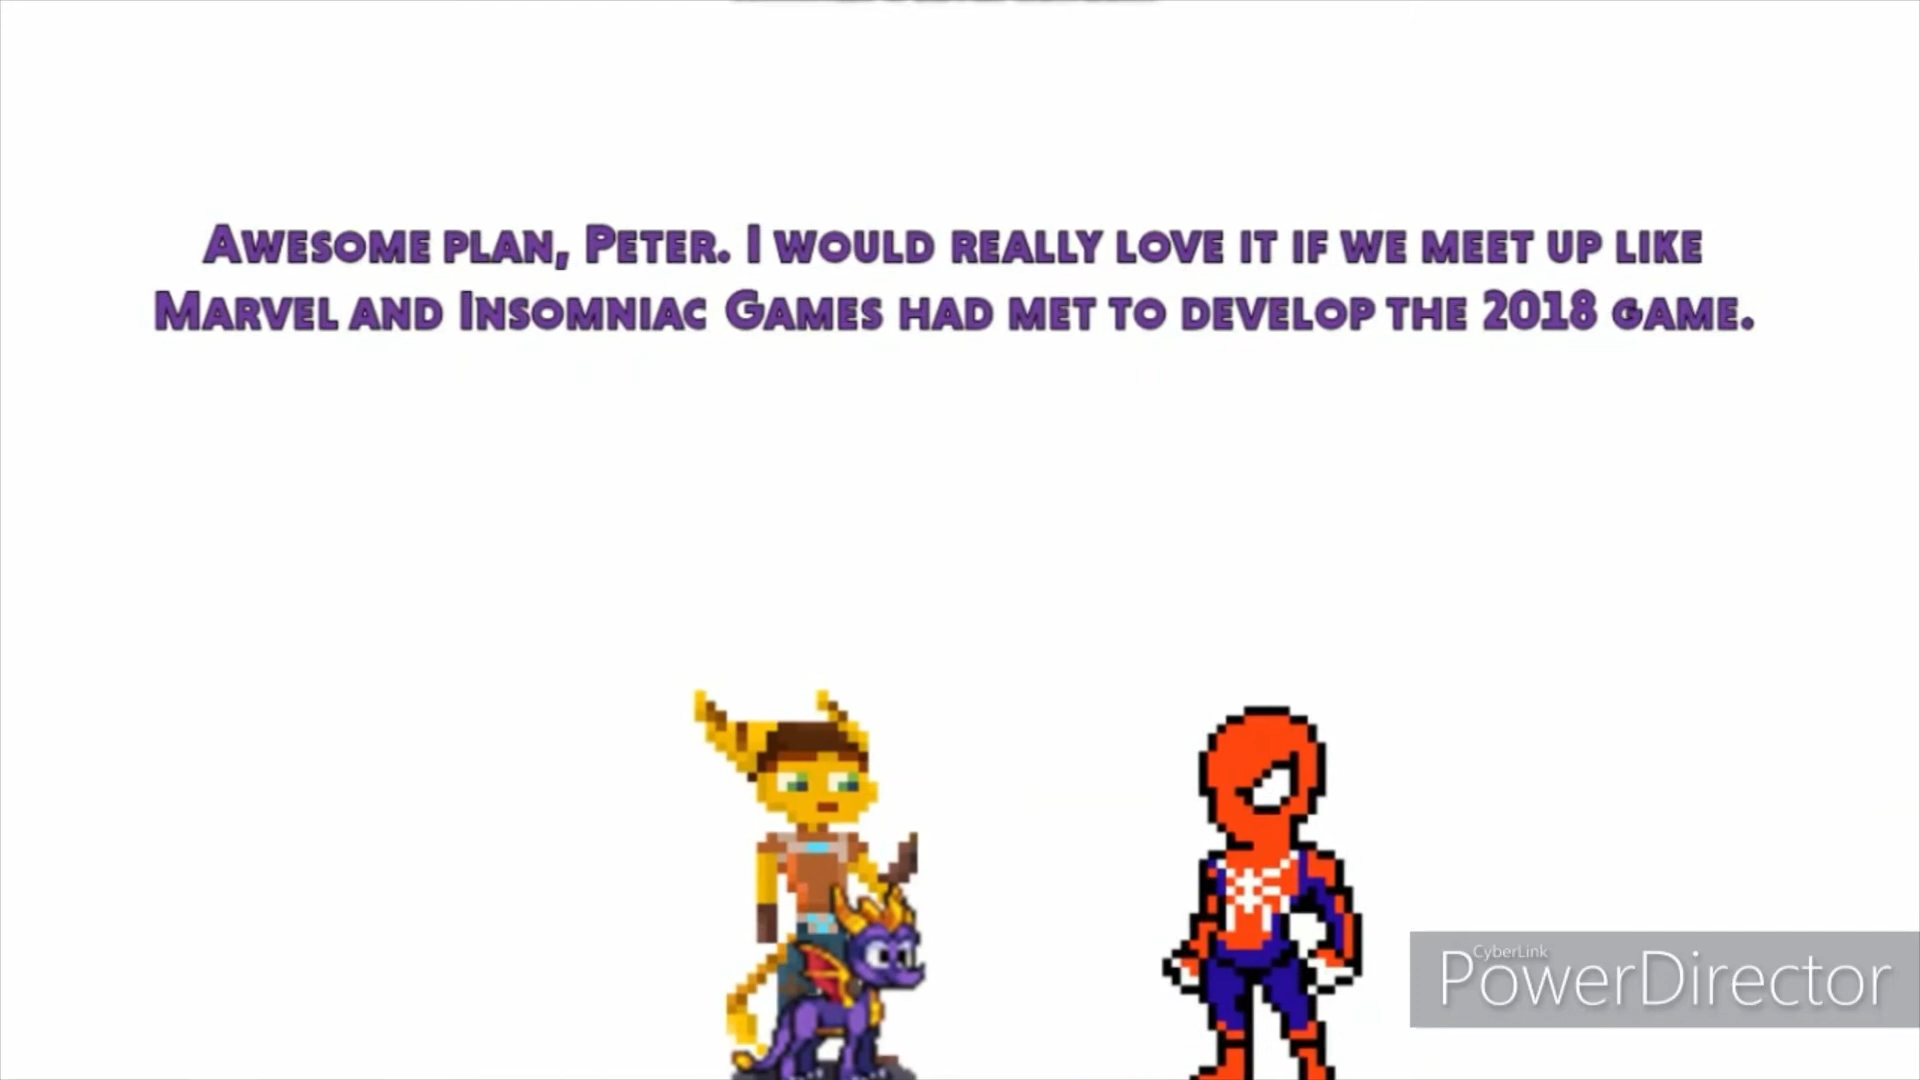 Awesome plan, Peter. I would really love it if we meet up like
Marvel and Insomniac Games had met to develop the 2018 game.
CyberLink
PowerDirector